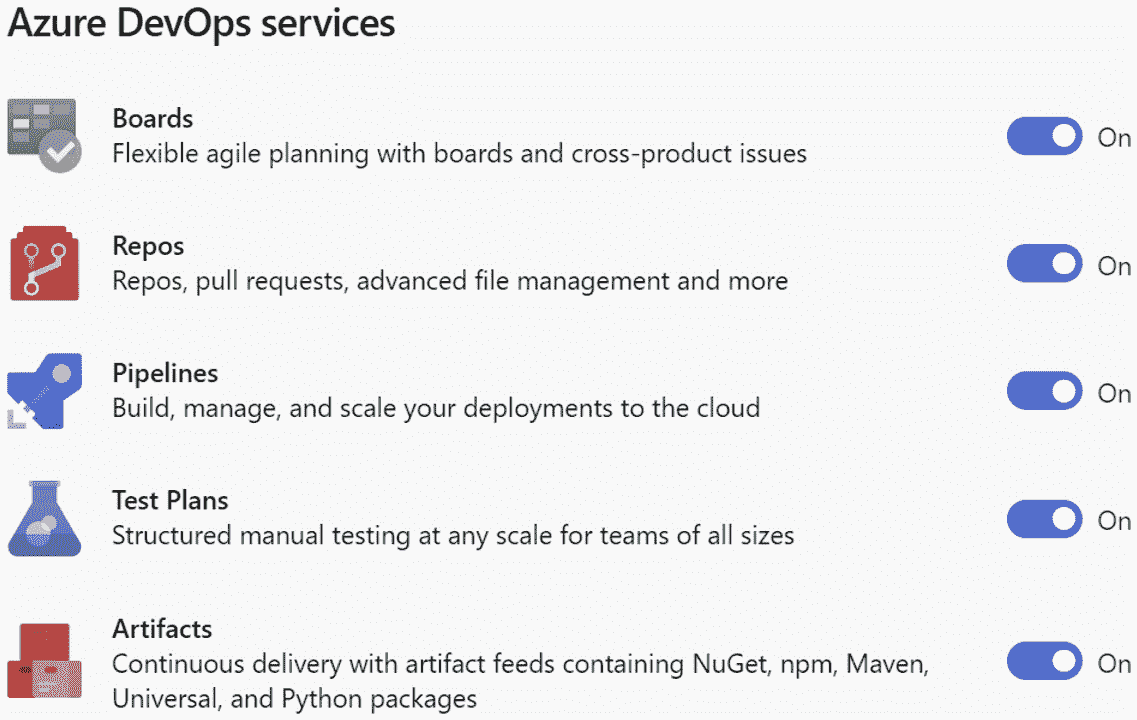 Azure DevOps services
Boards
Flexible agile planning with boards and cross-product issues
On
Repos
Repos, pull requests, advanced file management and more
On
Pipelines
Build, manage, and scale your deployments to the cloud
On
Test Plans
Structured manual testing at any scale for teams of all sizes
On
Artifacts
Continuous delivery with artifact feeds containing NuGet, npm, Maven,
Universal, and Python packages
On